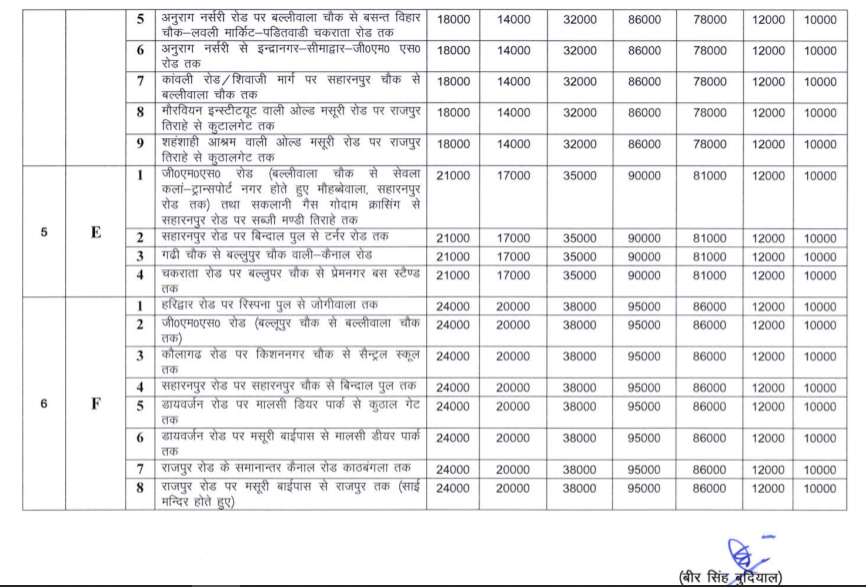 5 अनुराग नर्सरी रोड पर बल्लीवाला चौक से बसन्त विहार 18000 14000 32000 86000 78000 12000 10000
चौक–लवली मार्किट–पडितवाडी चकराता रोड तक
6 अनुराग नर्सरी से इन्द्रानगर–सीमाद्वार–जी०एम० एस० 18000 14000 32000 86000 78000 12000 10000
रोड तक
7 कांवली रोड/शिवाजी मार्ग पर सहारनपुर चौक से 18000 14000 32000 86000 78000 12000 10000
बल्लीवाला चौक तक
8 मौरवियन इन्स्टीटयूट वाली ओल्ड मसूरी रोड पर राजपुर 18000 14000 32000 86000 78000 12000 10000
तिराहे से कुटालगेट तक
9 शहंशाही आश्रम वाली ओल्ड मसूरी रोड पर राजपुर 18000 14000 32000 86000 78000 12000 10000
तिराहे से कुठालगेट तक
5 E
1 जी०एम०एस० रोड (बल्लीवाला चौक से सेवला 21000 17000 35000 90000 81000 12000 10000
कलां–ट्रान्सपोर्ट नगर होते हुए मौहब्बेवाला, सहारनपुर
रोड तक) तथा सकलानी गैस गोदाम क्रासिंग से
सहारनपुर रोड पर सब्जी मण्डी तिराहे तक
2 सहारनपुर रोड पर बिन्दाल पुल से टर्नर रोड तक 21000 17000 35000 90000 81000 12000 10000
3 गढी चौक से बल्लुपुर चौक वाली–कैनाल रोड 21000 17000 35000 90000 81000 12000 10000
4 चकराता रोड पर बल्लुपर चौक से प्रेमनगर बस स्टैण्ड 21000 17000 35000 90000 81000 12000 10000
तक
6 F
1 हरिद्वार रोड पर रिस्पना पुल से जोगीवाला तक 24000 20000 38000 95000 86000 12000 10000
2 जी०एम०एस० रोड (बल्लूपुर चौक से बल्लीवाला चौक 24000 20000 38000 95000 86000 12000 10000
तक)
3 कौलागढ रोड पर किशननगर चौक से सैन्ट्रल स्कूल 24000 20000 38000 95000 86000 12000 10000
तक
4 सहारनपुर रोड पर सहारनपुर चौक से बिन्दाल पुल तक 24000 20000 38000 95000 86000 12000 10000
5 डायवर्जन रोड पर मालसी डियर पार्क से कुठाल गेट 24000 20000 38000 95000 86000 12000 10000
तक
6 डायवर्जन रोड पर मसूरी बाईपास से मालसी डीयर पार्क 24000 20000 38000 95000 86000 12000 10000
तक
7 राजपुर रोड के समानान्तर कैनाल रोड काठबंगला तक 24000 20000 38000 95000 86000 12000 10000
8 राजपुर रोड पर मसूरी बाईपास से राजपुर तक (साई 24000 20000 38000 95000 86000 12000 10000
मन्दिर होते हुए)
(बीर सिंह बुदियाल)